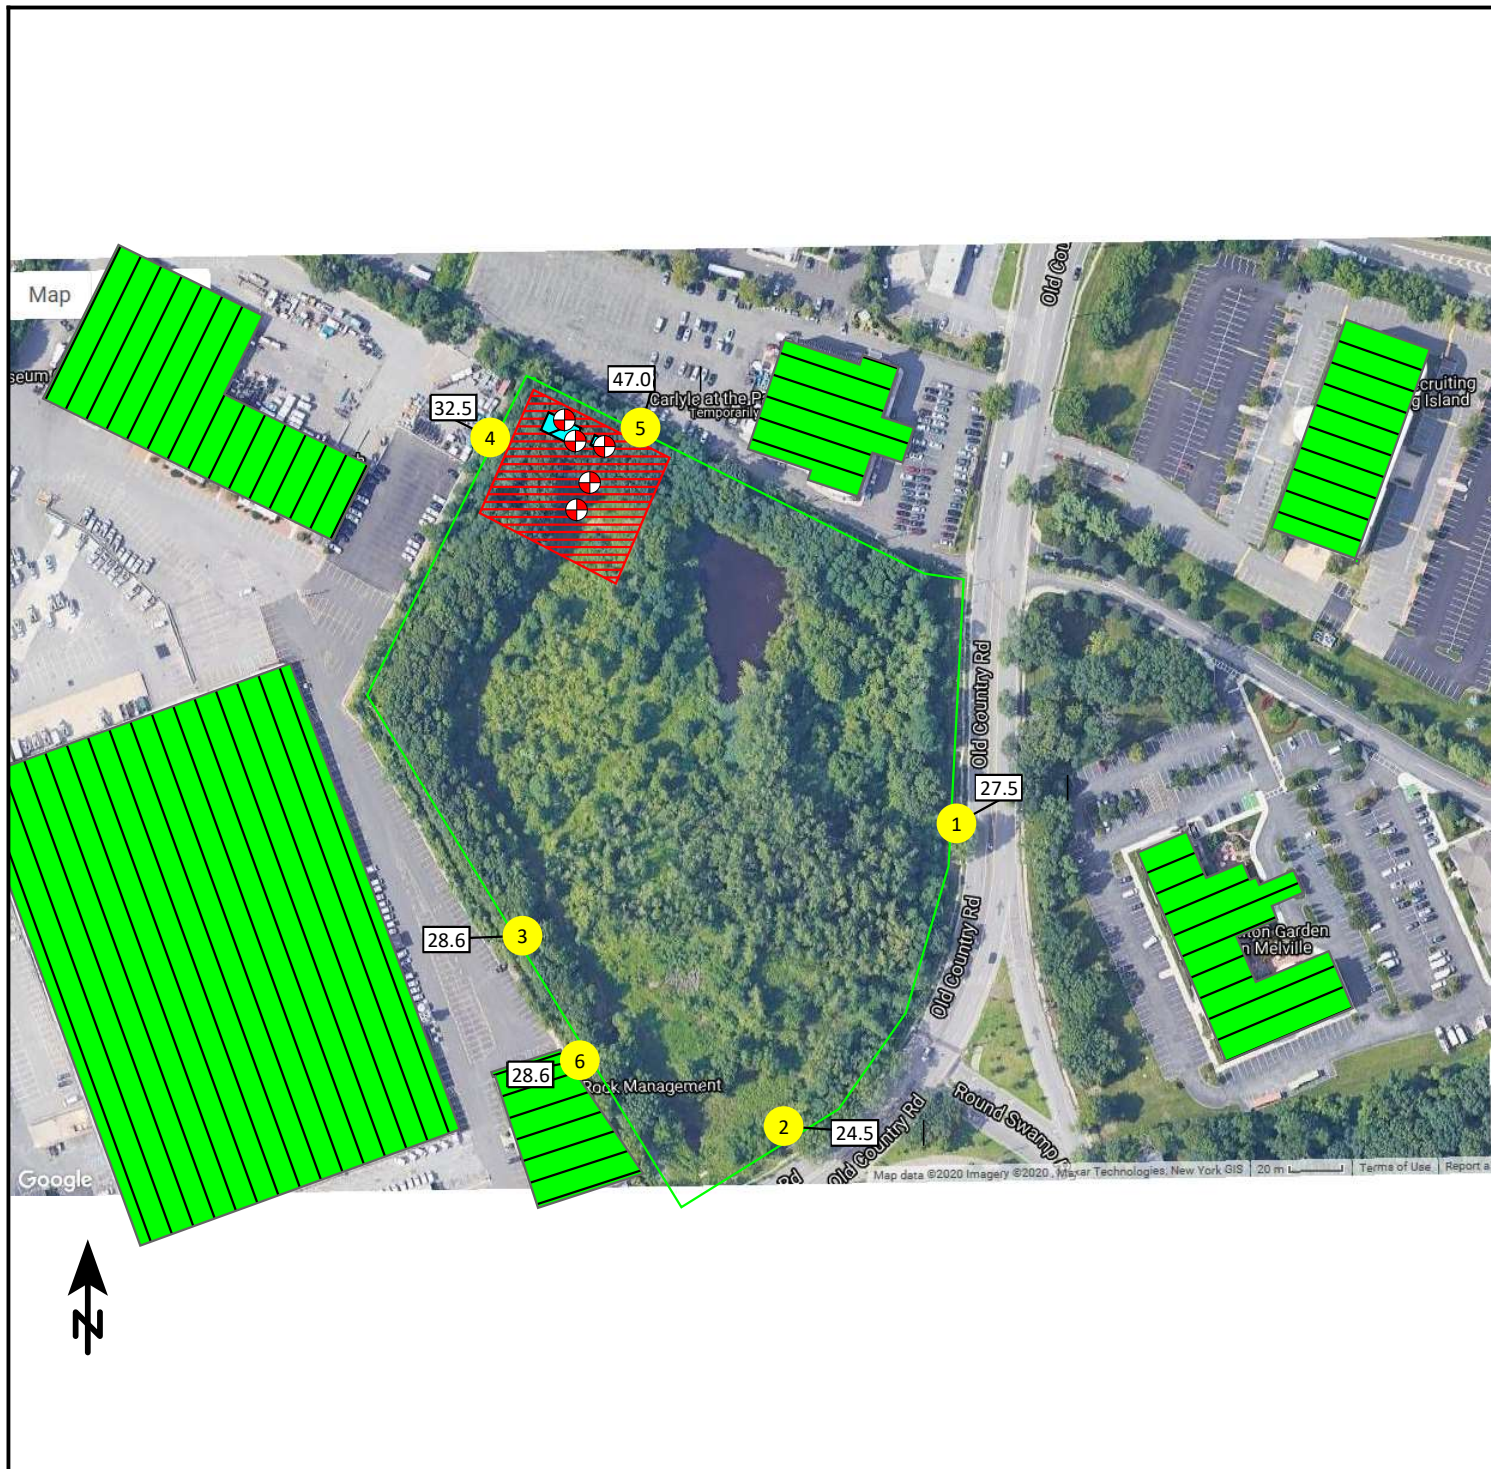 Old Cou
Map
seum
ecruiting
g Island
47.0
Carlyle at the P
Temporarily
32.5
4
5
Old Country Rd
27.5
1
Old Country Rd
ton Garden
n Melville
28.6
3
6
28.6
Rock Management
Round Swamp
2
24.5
Old Country Rd
Rd
Google
Map data ©2020 Imagery ©2020 , Maxar Technologies, New York GIS
20 m
Terms of Use
Report a
N